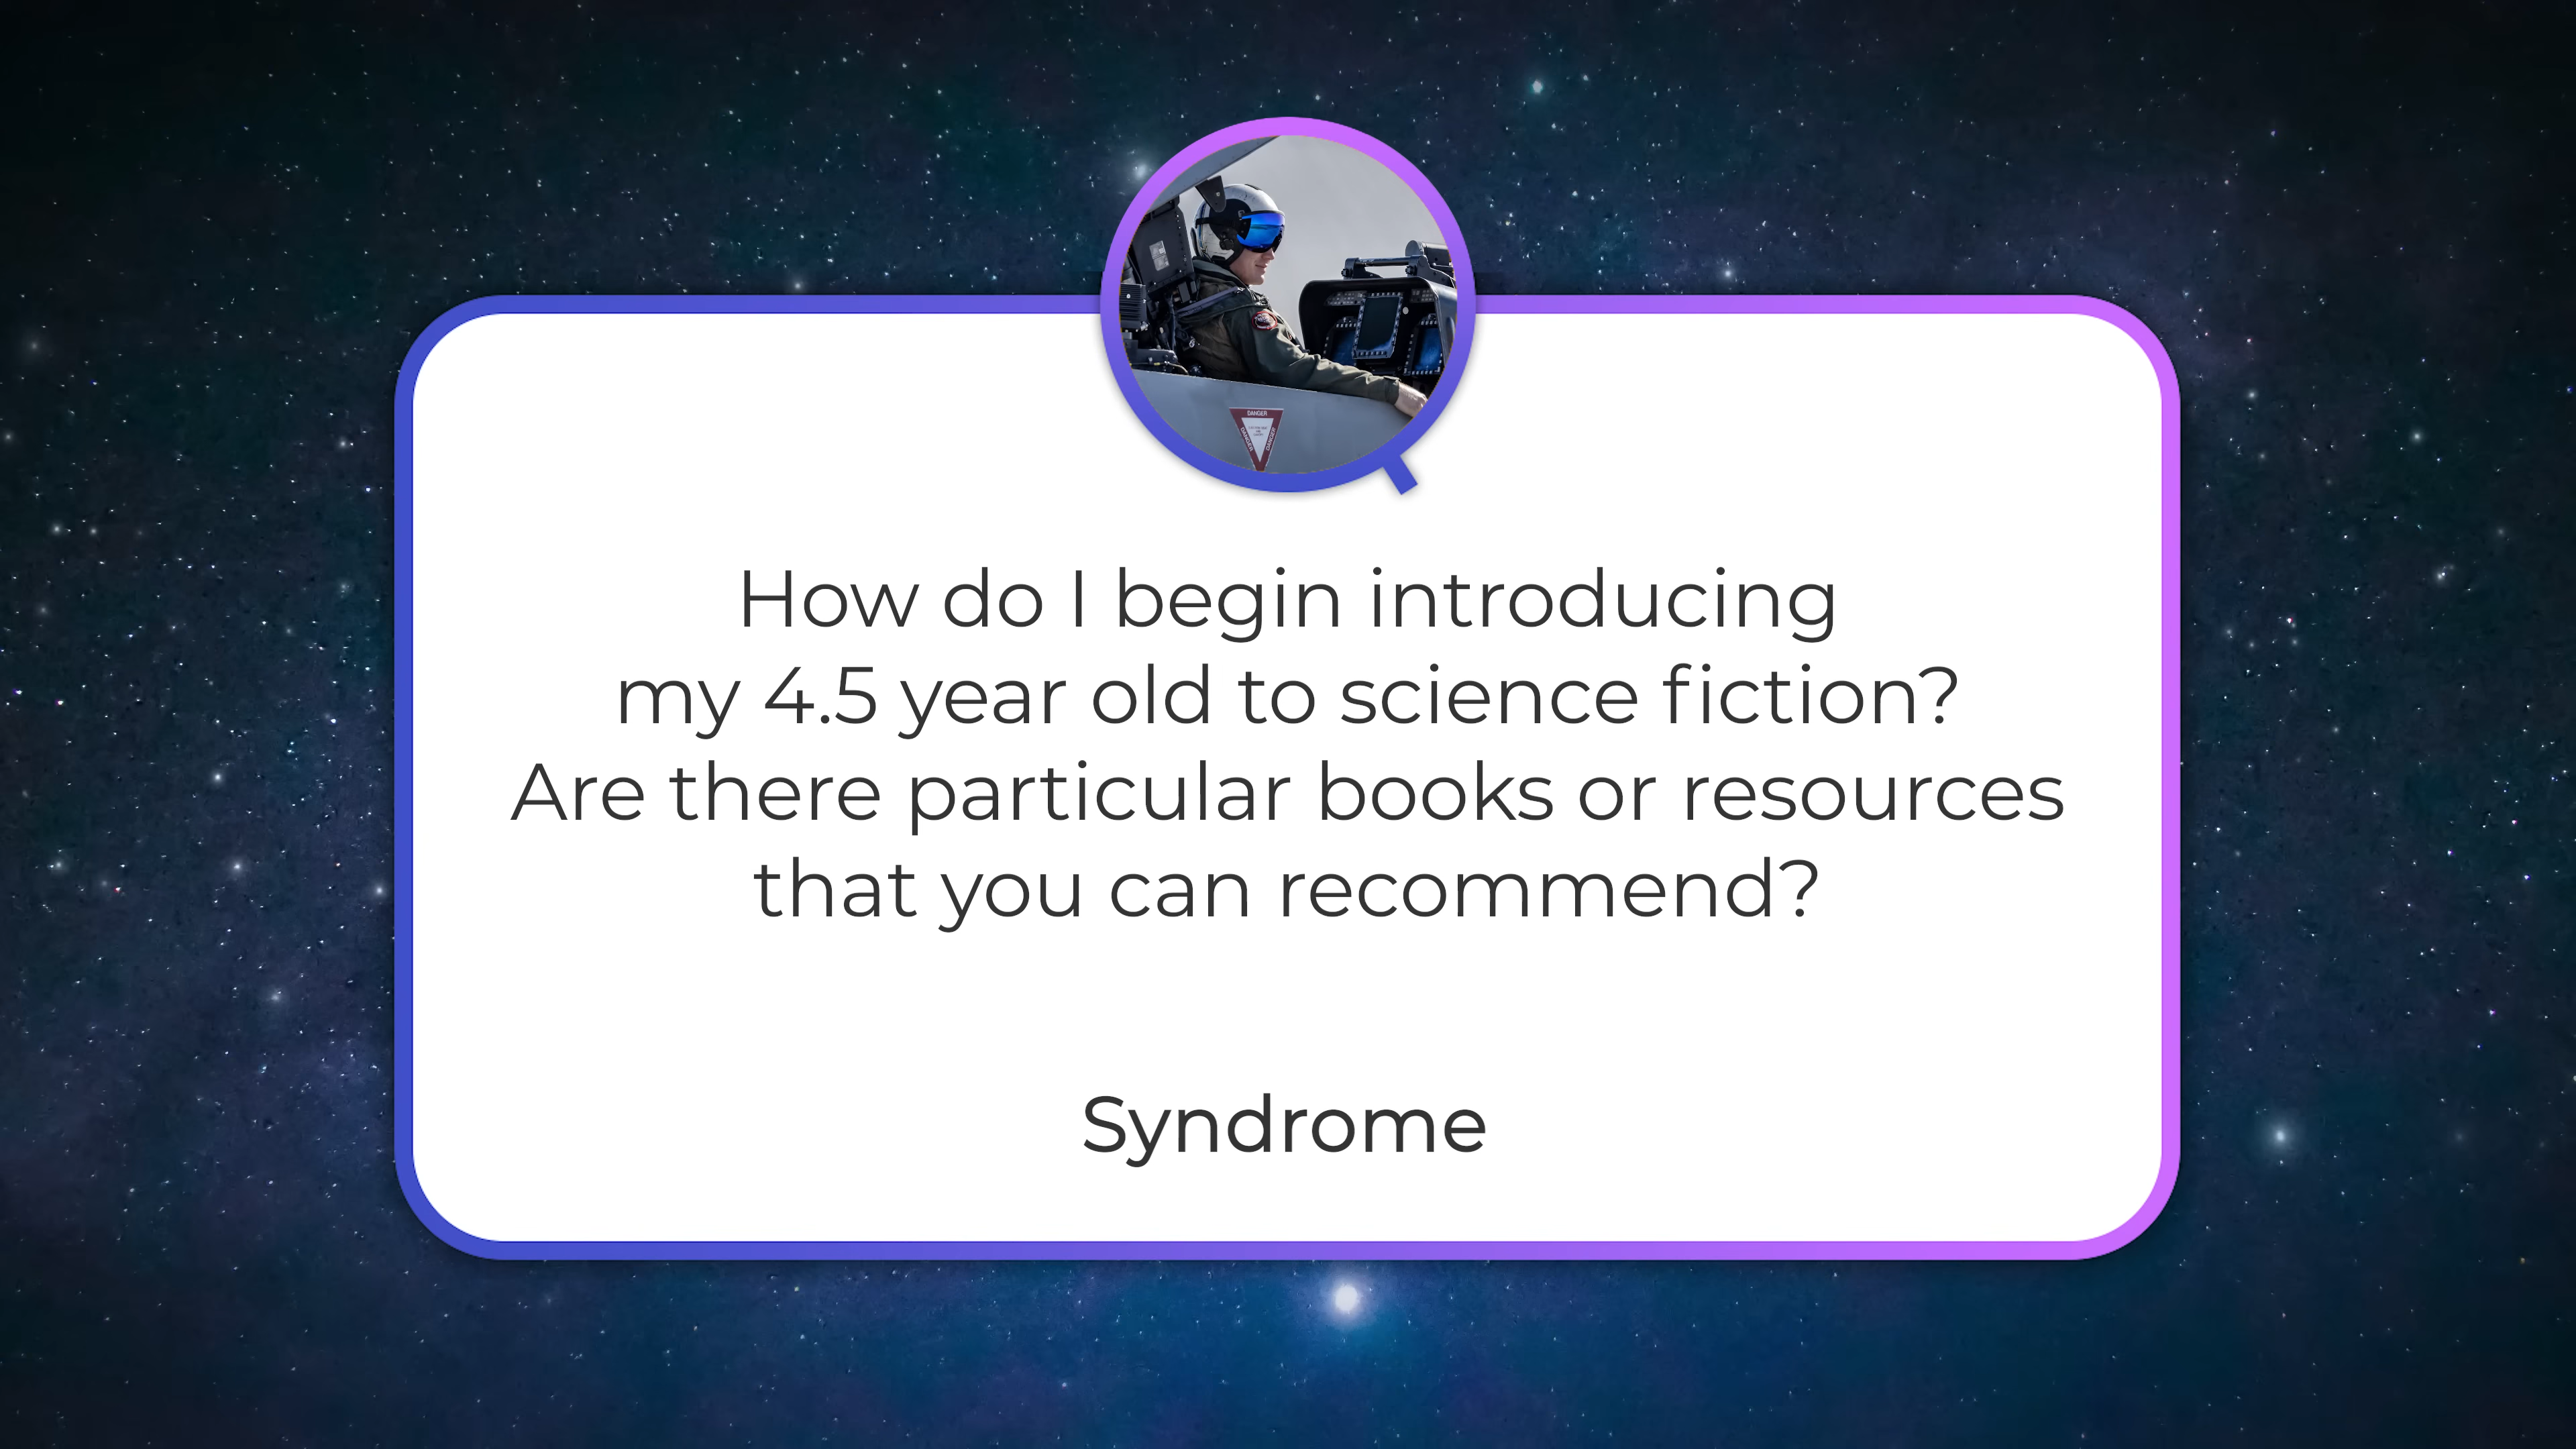 DANGER
How do I begin introducing
my 4.5 year old to science fiction?
Are there particular books or resources
that you can recommend?
Syndrome